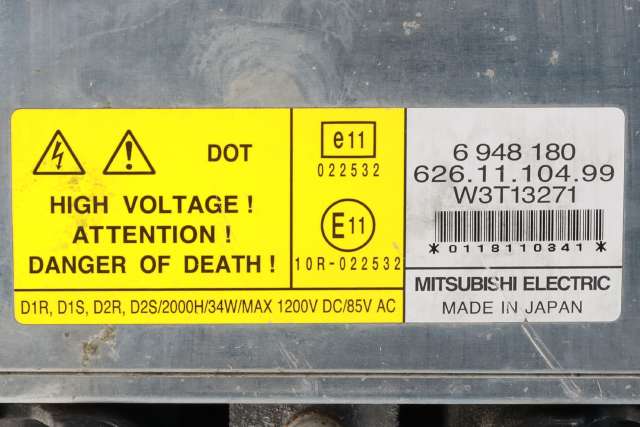 DOT
HIGH VOLTAGE !
ATTENTION !
DANGER OF DEATH !
e11
022532
E11
10R-022532
D1R, D1S, D2R, D2S/2000H/34W/MAX 1200V DC/85V AC
6 948 180
626.11.104.99
W3T13271
*0118110341*
MITSUBISHI ELECTRIC
MADE IN JAPAN